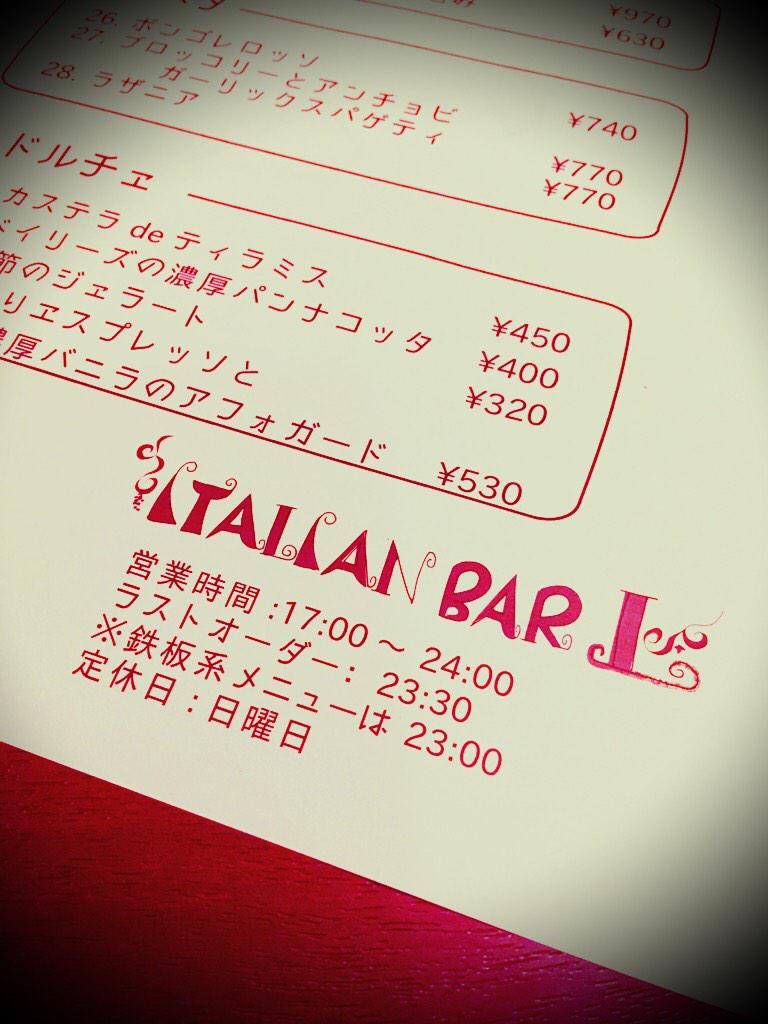 ¥970
¥630
26. ボンゴレロッソ ¥740
27. ブロッコリーとアンチョビ
ガーリックスパゲティ ¥770
28. ラザニア ¥770
ドルチェ
カステラ de ティラミス ¥450
ベイリーズの濃厚パンナコッタ ¥400
節のジェラート ¥320
りエスプレッソと
濃厚バニラのアフォガード ¥530
ITALIAN BAR L
営業時間 :17:00 ～ 24:00
ラストオーダー： 23:30
※鉄板系メニューは 23:00
定休日 : 日曜日